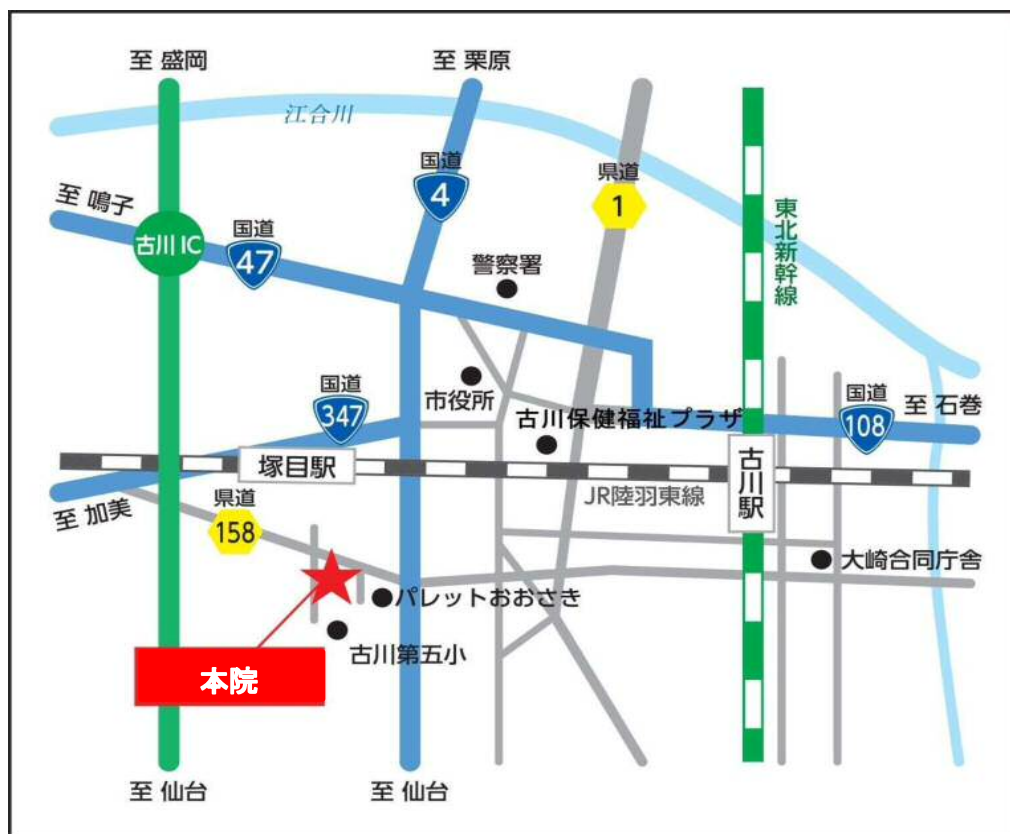 至 盛岡
至 栗原
江合川
国道
4
県道
1
至 鳴子
古川 IC
国道
47
警察署
東北新幹線
国道
347
市役所
古川保健福祉プラザ
国道
108
至 石巻
塚目駅
古川駅
JR陸羽東線
至 加美
県道
158
大崎合同庁舎
パレットおおさき
古川第五小
本院
至 仙台
至 仙台